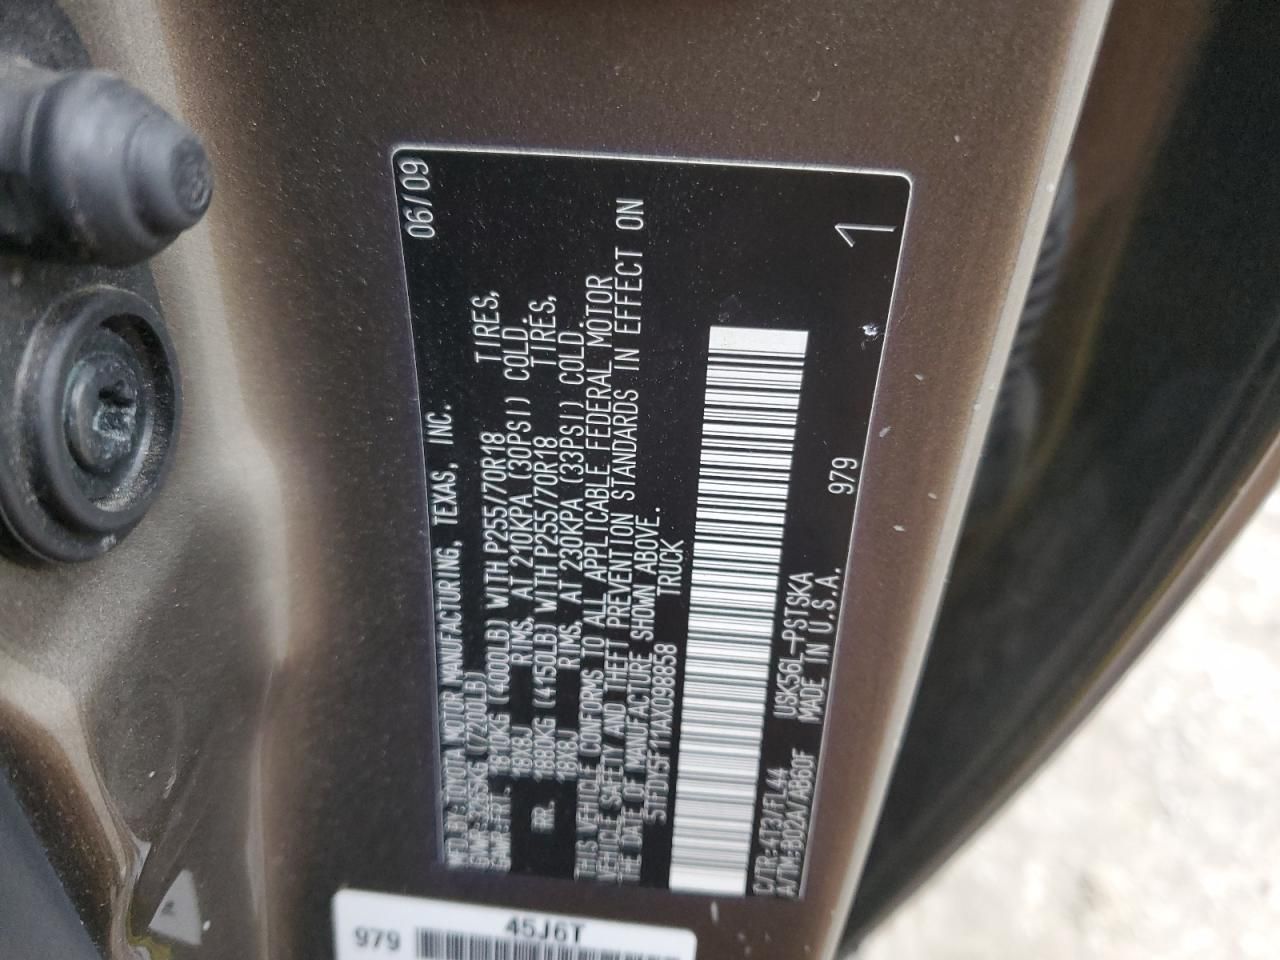 MFD. BY: TOYOTA MOTOR MANUFACTURING, TEXAS, INC. 06/09
GVWR: 3265KG (7200LB)
GAWR: FRT. 1810KG (4000LB) WITH P255/70R18 TIRES,
18X8J RIMS, AT 210KPA (30PSI) COLD.
RR. 1880KG (4150LB) WITH P255/70R18 TIRES,
18X8J RIMS, AT 230KPA (33PSI) COLD.
THIS VEHICLE CONFORMS TO ALL APPLICABLE FEDERAL MOTOR
VEHICLE SAFETY AND THEFT PREVENTION STANDARDS IN EFFECT ON
THE DATE OF MANUFACTURE SHOWN ABOVE.
5TFDY5F11AX098858 TRUCK
C/TR: 4T3/FL44 USK56L-PSTSKA 979 1
A/TM: B02A/AB60F MADE IN U.S.A.
45J6T
979